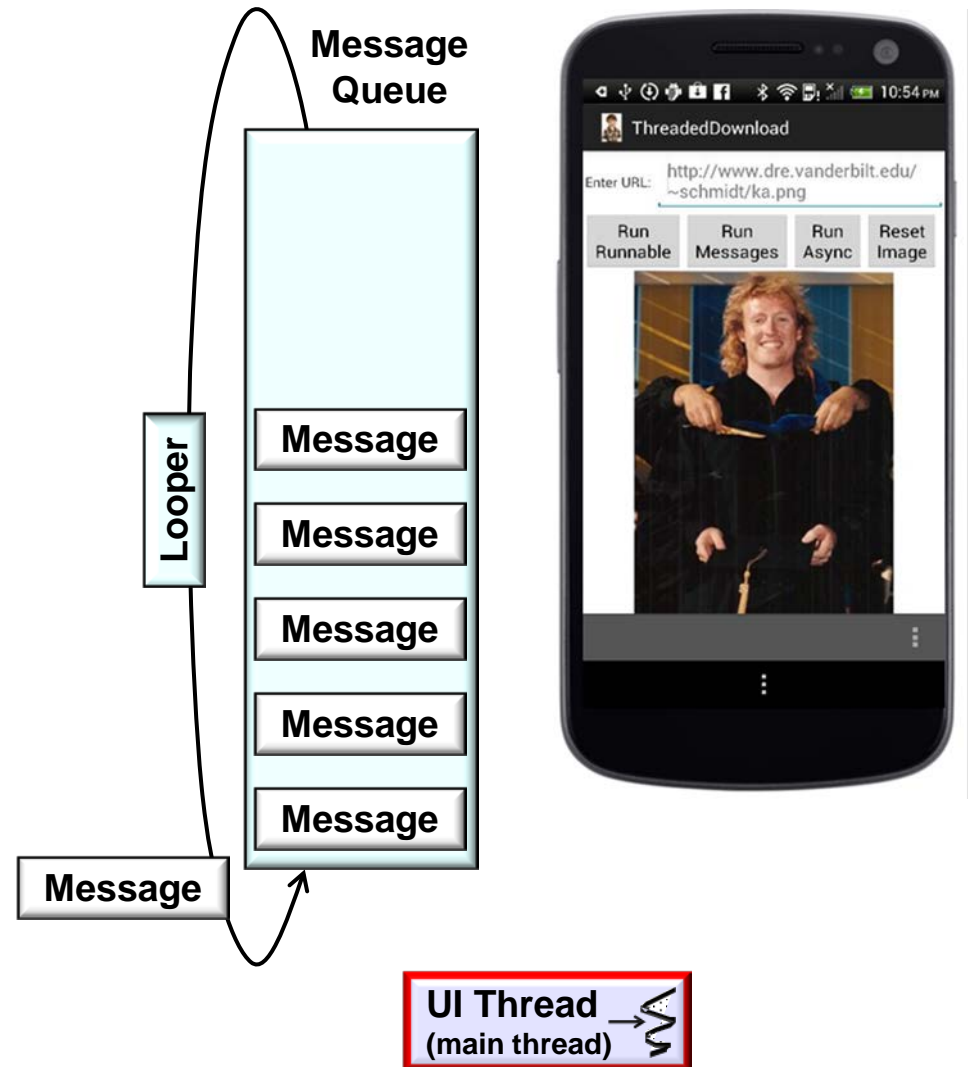 Message
Queue
Looper
Message
Message
Message
Message
Message
Message
UI Thread
(main thread)
10:54 PM
ThreadedDownload
Enter URL:
http://www.dre.vanderbilt.edu/
~schmidt/ka.png
Run
Runnable
Run
Messages
Run
Async
Reset
Image